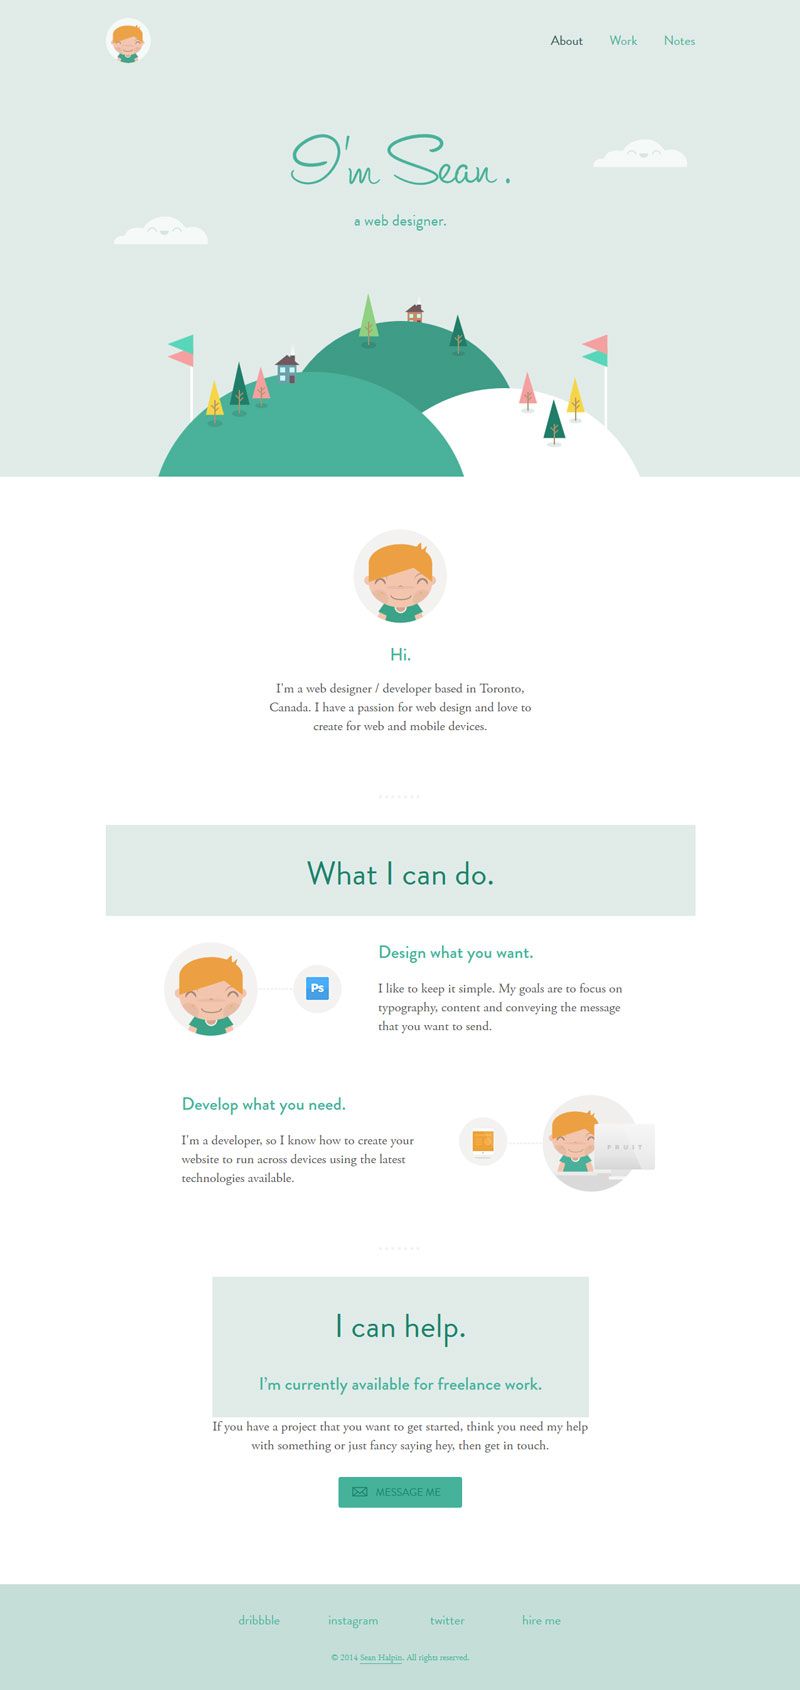 About Work Notes
I'm Sean.
a web designer.
Hi.
I'm a web designer / developer based in Toronto,
Canada. I have a passion for web design and love to
create for web and mobile devices.
What I can do.
Ps
Design what you want.
I like to keep it simple. My goals are to focus on
typography, content and conveying the message
that you want to send.
Develop what you need.
I'm a developer, so I know how to create your
website to run across devices using the latest
technologies available.
FRUIT
I can help.
I'm currently available for freelance work.
If you have a project that you want to get started, think you need my help
with something or just fancy saying hey, then get in touch.
MESSAGE ME
dribbble instagram twitter hire me
© 2014 Sean Halpin. All rights reserved.